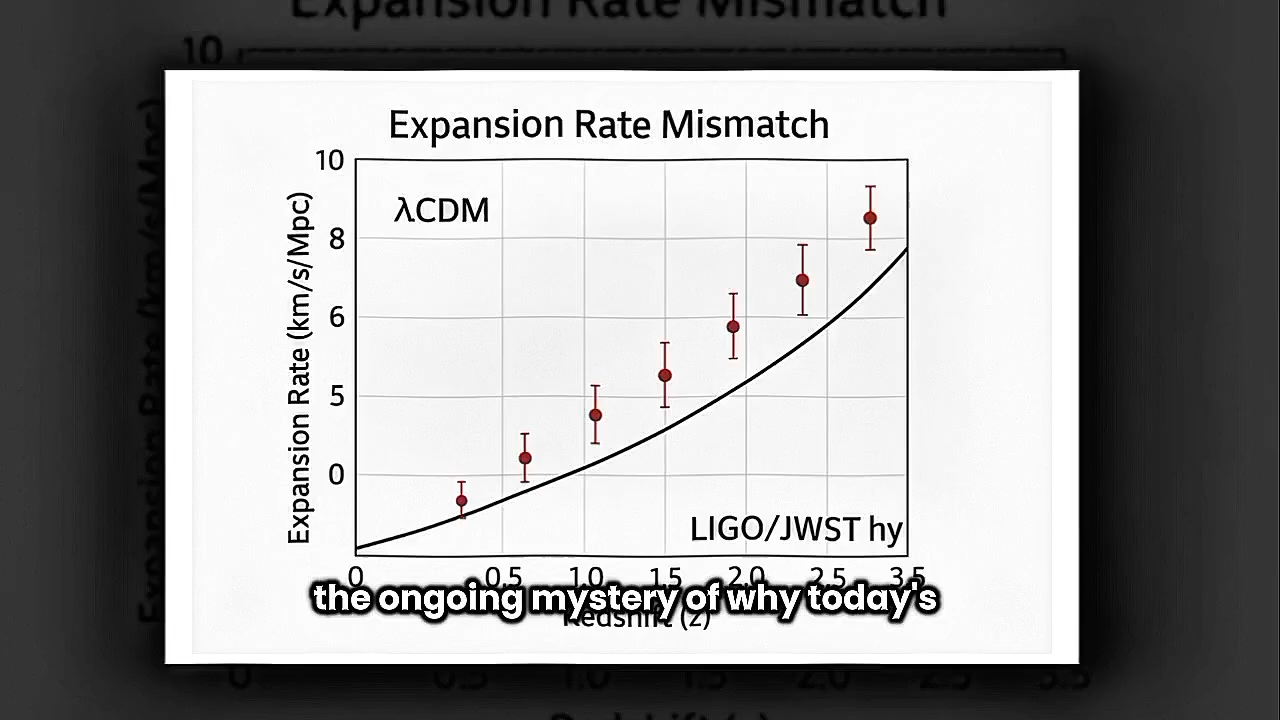 Expansion Rate Mismatch
10
λCDM
8
6
5
0
Expansion Rate (km/s/Mpc)
LIGO/JWST hy
0 0.5 1.0 1.5 2.0 2.5 3.5
Redshift (z)
the ongoing mystery of why today's